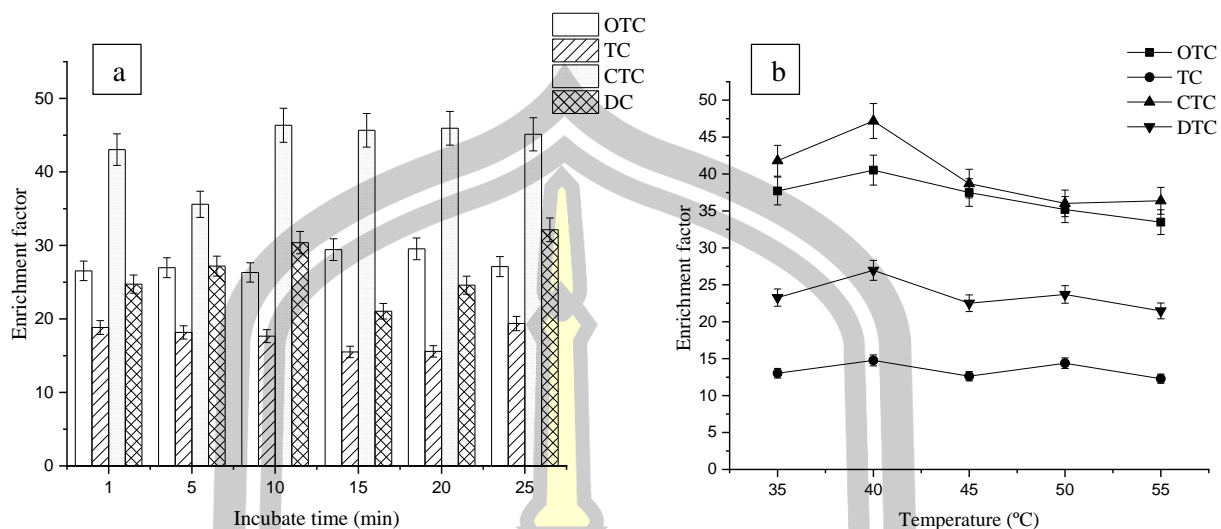 a
OTC
TC
CTC
DC
Enrichment factor
50
40
30
20
10
0
1 5 10 15 20 25
Incubate time (min)
b
OTC
TC
CTC
DTC
Enrichment factor
50
45
40
35
30
25
20
15
10
5
0
35 40 45 50 55
Temperature (ºC)